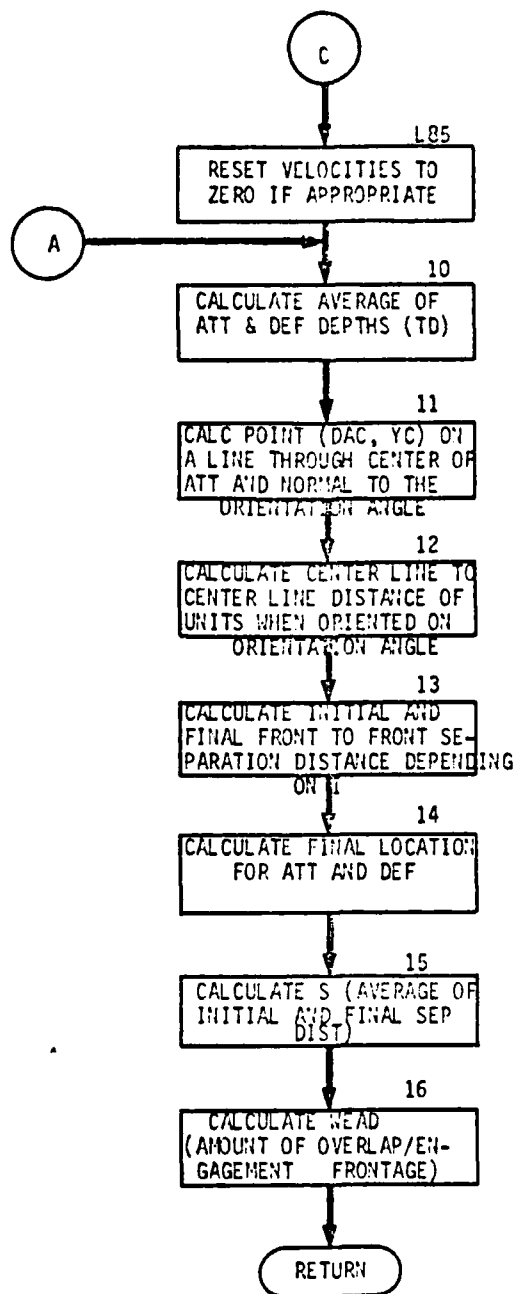 C
L85
RESET VELOCITIES TO
ZERO IF APPROPRIATE
A
10
CALCULATE AVERAGE OF
ATT & DEF DEPTHS (TD)
11
CALC POINT (DAC, YC) ON
A LINE THROUGH CENTER OF
ATT AND NORMAL TO THE
ORIENTATION ANGLE
12
CALCULATE CENTER LINE TO
CENTER LINE DISTANCE OF
UNITS WHEN ORIENTED ON
ORIENTATION ANGLE
13
CALCULATE INITIAL AND
FINAL FRONT TO FRONT SE-
PARATION DISTANCE DEPENDING
ON
14
CALCULATE FINAL LOCATION
FOR ATT AND DEF
15
CALCULATE S (AVERAGE OF
INITIAL AND FINAL SEP
DIST)
16
CALCULATE WEAD
(AMOUNT OF OVERLAP/EN-
GAGEMENT FRONTAGE)
RETURN